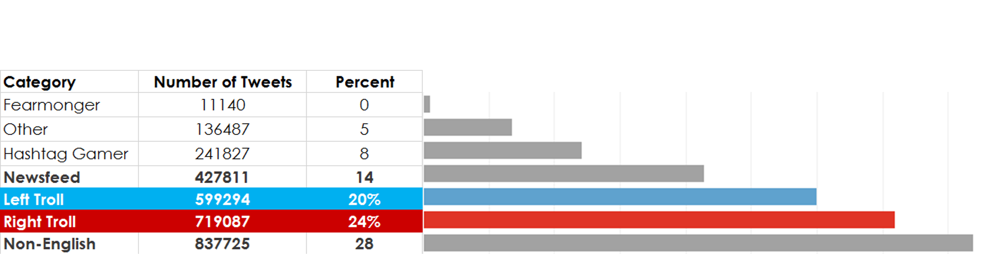 Category Number of Tweets Percent
Fearmonger 11140 0
Other 136487 5
Hashtag Gamer 241827 8
Newsfeed 427811 14
Left Troll 599294 20%
Right Troll 719087 24%
Non-English 837725 28